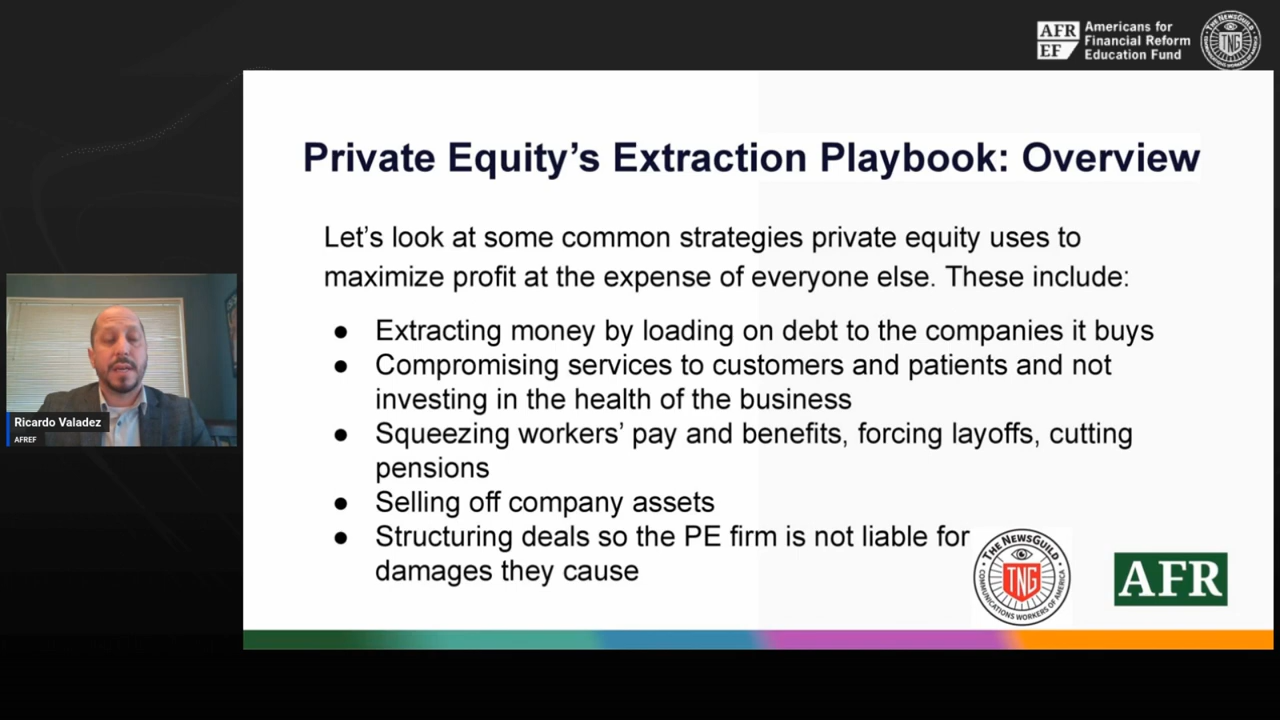 AFR
EF
Americans for
Financial Reform
Education Fund
THE NEWSGUILD
TNG
COMMUNICATIONS WORKERS OF AMERICA
Private Equity’s Extraction Playbook: Overview
Let’s look at some common strategies private equity uses to
maximize profit at the expense of everyone else. These include:
● Extracting money by loading on debt to the companies it buys
● Compromising services to customers and patients and not
investing in the health of the business
● Squeezing workers’ pay and benefits, forcing layoffs, cutting
pensions
● Selling off company assets
● Structuring deals so the PE firm is not liable for
damages they cause
Ricardo Valadez
AFREF
THE NEWSGUILD
TNG
COMMUNICATIONS WORKERS OF AMERICA
AFR